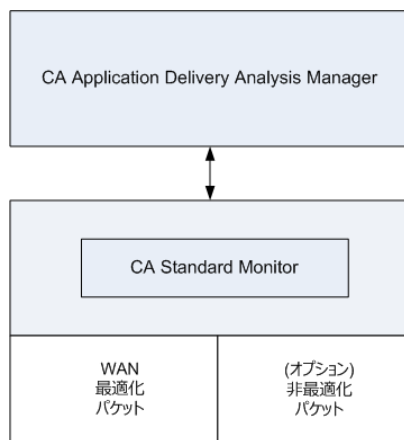 CA Application Delivery Analysis Manager
CA Standard Monitor
WAN
最適化
パケット
(オプション)
非最適化
パケット